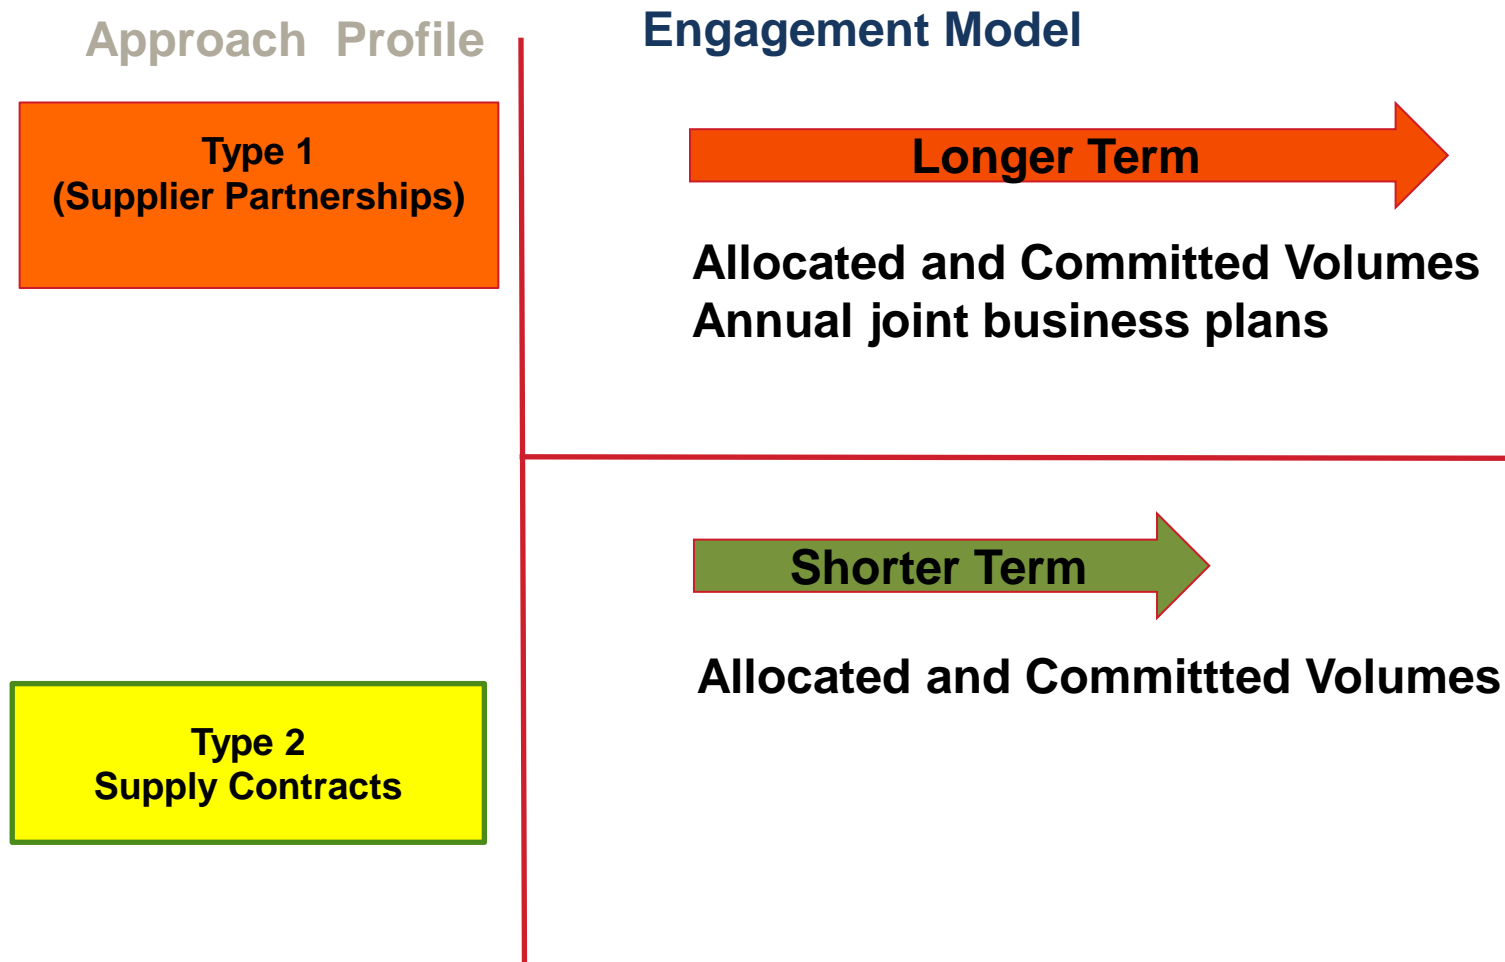 Approach Profile
Engagement Model
Type 1
(Supplier Partnerships)
Longer Term
Allocated and Committed Volumes
Annual joint business plans
Shorter Term
Allocated and Committted Volumes
Type 2
Supply Contracts